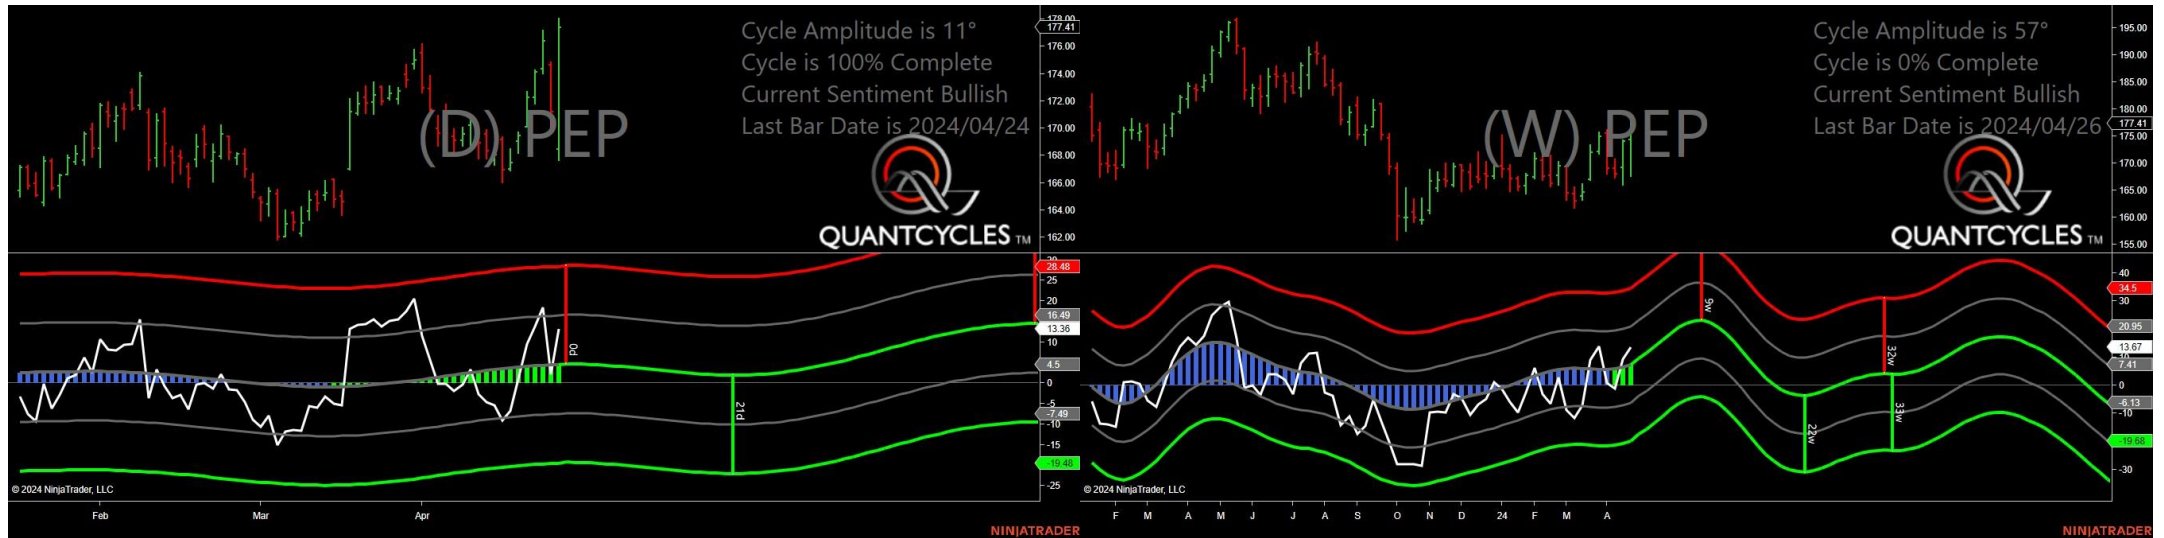 Cycle Amplitude is 11°
Cycle is 100% Complete
Current Sentiment Bullish
Last Bar Date is 2024/04/24
(D) PEP
QUANTCYCLES TM
178.00
177.41
176.00
174.00
172.00
170.00
168.00
166.00
164.00
162.00
28.48
25
20
16.49
13.36
10
4.5
0
-7.49
-10
-15
-19.48
-25
0d
21d
© 2024 NinjaTrader, LLC
Feb Mar Apr
NINJATRADER
Cycle Amplitude is 57°
Cycle is 0% Complete
Current Sentiment Bullish
Last Bar Date is 2024/04/26
(W) PEP
QUANTCYCLES TM
195.00
190.00
185.00
180.00
177.41
175.00
170.00
165.00
160.00
155.00
40
34.5
30
20.95
13.67
7.41
0
-6.13
-10
-19.68
-30
9w
32w
33w
22w
© 2024 NinjaTrader, LLC
F M A M J J A S O N D 24 F M A
NINJATRADER